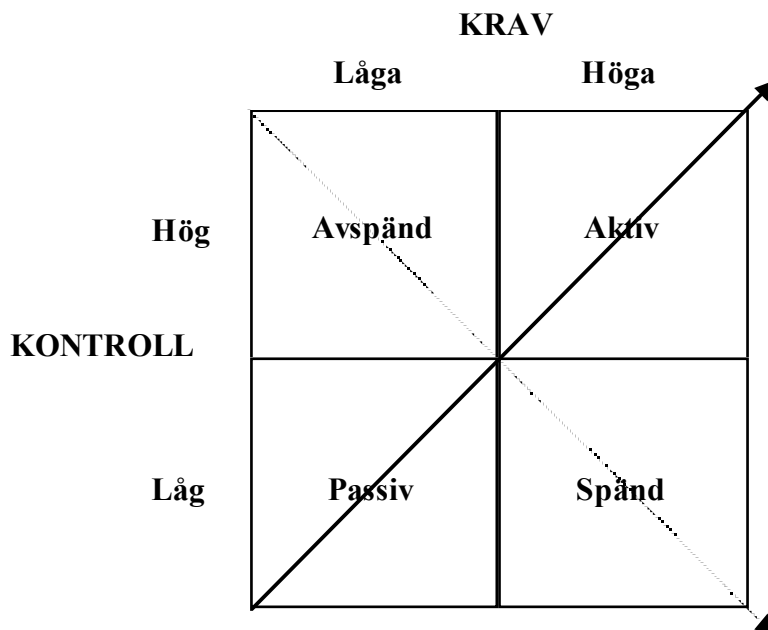 KRAV
Låga Höga
Hög Avspänd Aktiv
KONTROLL
Låg Passiv Spänd